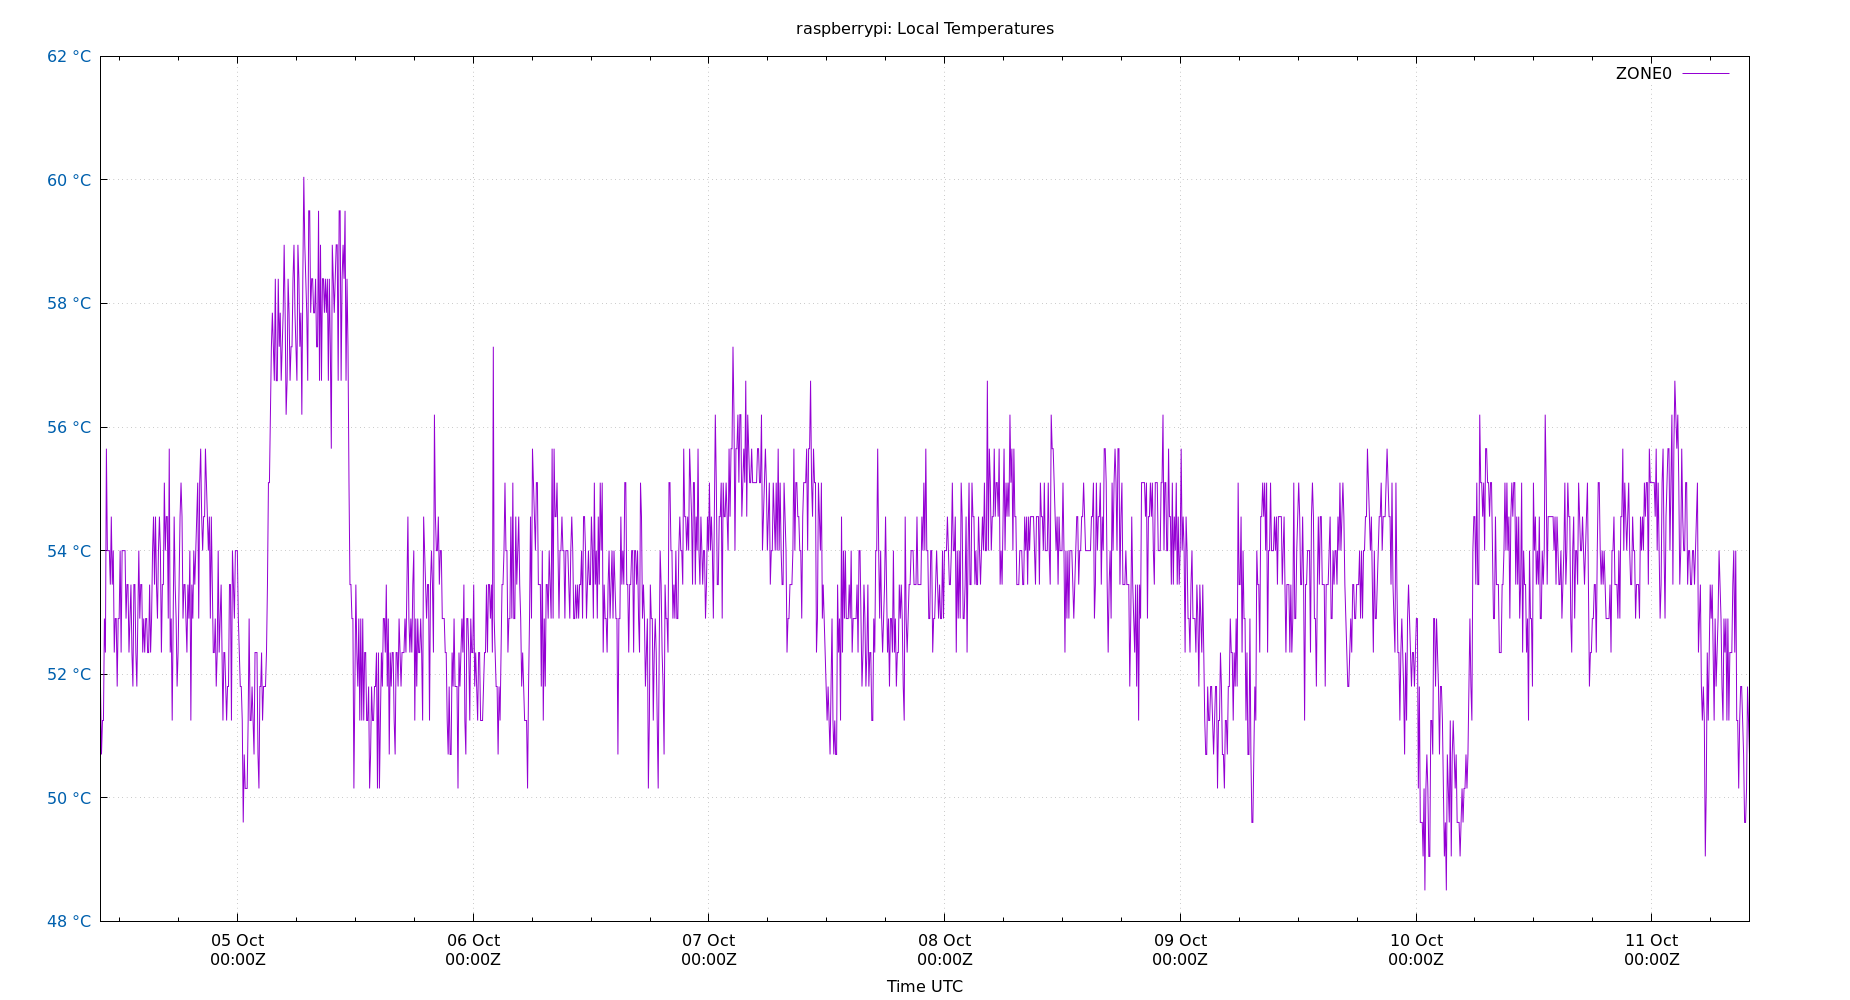 raspberrypi: Local Temperatures
ZONE0
62 °C
60 °C
58 °C
56 °C
54 °C
52 °C
50 °C
48 °C
05 Oct 06 Oct 07 Oct 08 Oct 09 Oct 10 Oct 11 Oct
00:00Z 00:00Z 00:00Z 00:00Z 00:00Z 00:00Z 00:00Z
Time UTC